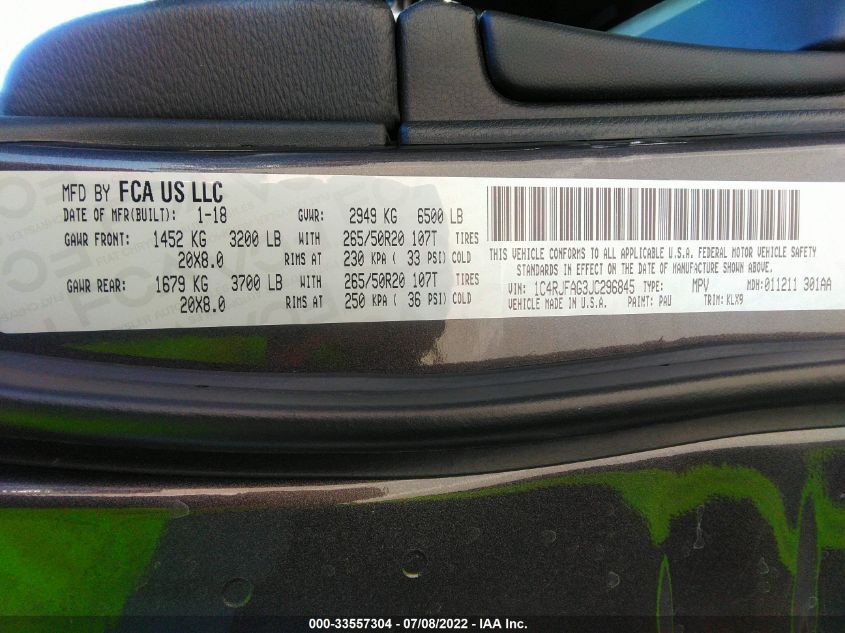 MFD BY FCA US LLC
DATE OF MFR(BUILT): 1-18 GVWR: 2949 KG 6500 LB
GAWR FRONT: 1452 KG 3200 LB WITH 265/50R20 107T TIRES
20X8.0 RIMS AT 230 KPA ( 33 PSI) COLD
GAWR REAR: 1679 KG 3700 LB WITH 265/50R20 107T TIRES
20X8.0 RIMS AT 250 KPA ( 36 PSI) COLD
THIS VEHICLE CONFORMS TO ALL APPLICABLE U.S.A. FEDERAL MOTOR VEHICLE SAFETY
STANDARDS IN EFFECT ON THE DATE OF MANUFACTURE SHOWN ABOVE.
VIN: 1C4RJFAG3JC296845 TYPE: MPV MDH: 011211 301AA
VEHICLE MADE IN U.S.A. PAINT: PAU TRIM: KLX9
000-33557304 - 07/08/2022 - IAA Inc.